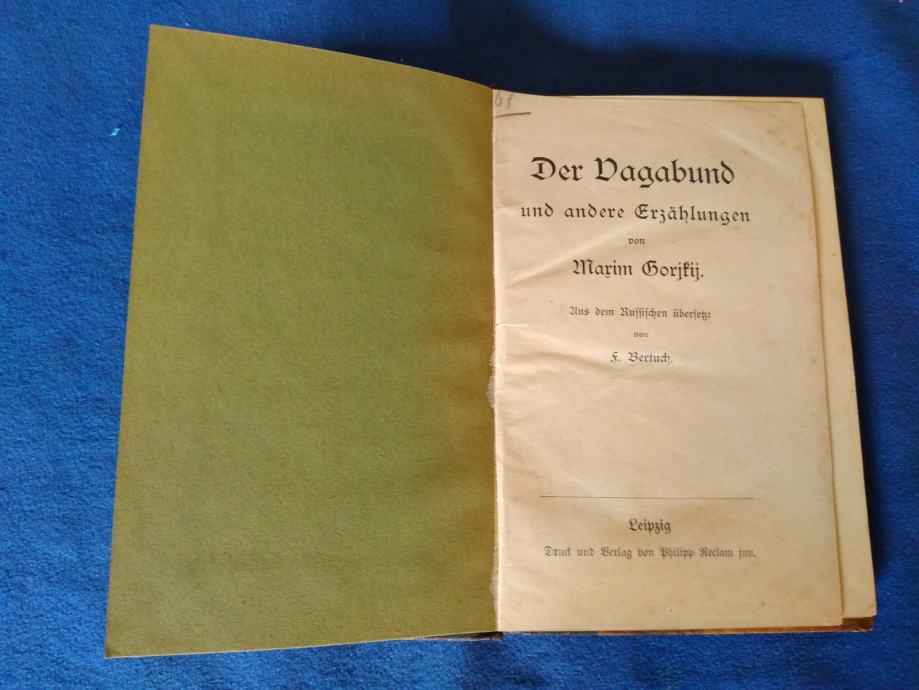 Der Vagabund
und andere Erzählungen
von
Maxim Gorjkij.
Aus dem Russischen übersetzt
von
F. Bertuch.
Leipzig
Druck und Verlag von Philipp Reclam jun.